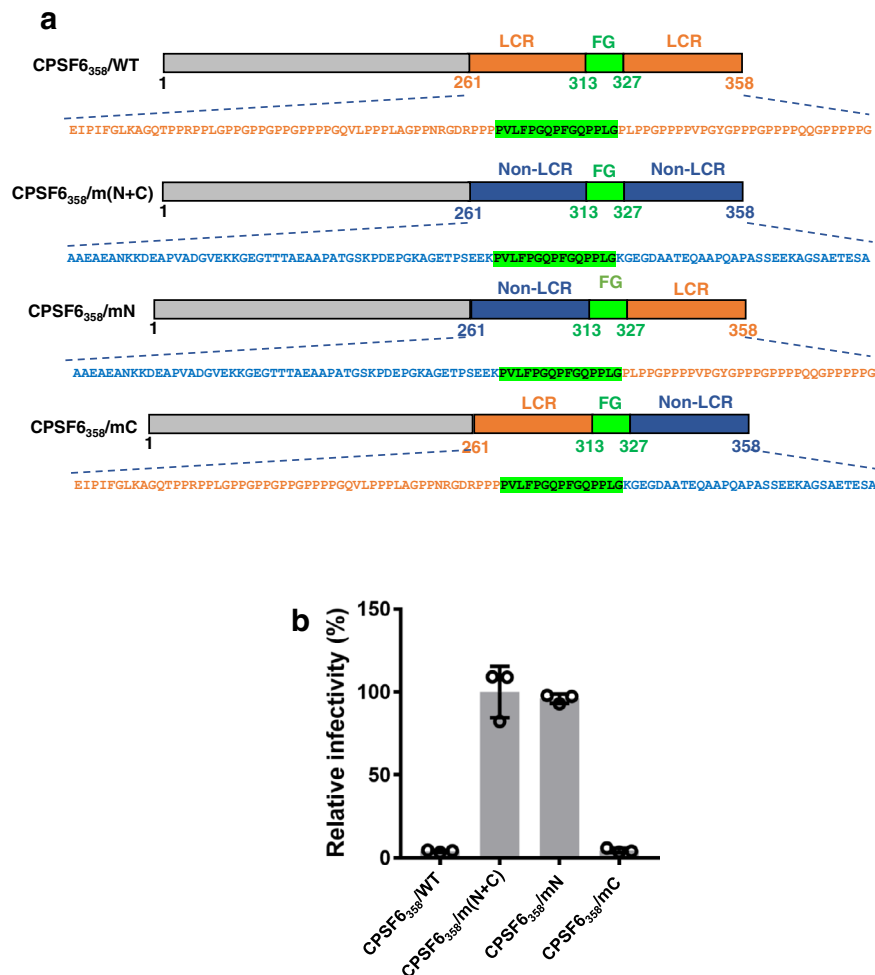 a
LCR FG LCR
CPSF6358/WT
1 261 313 327 358
EIPIFGLKAGQTPPRPPLGPPGPPGPPGPPPPGQVLPPPLAGPPNRGDRPPPPVLFPGQPFGQPPLGPLPPGPPPPVPGYGPPPGPPPPQQGPPPPPG
Non-LCR FG Non-LCR
CPSF6358/m(N+C)
1 261 313 327 358
AAEAEANKKDEAPVADGVEKKGEGTTTAEAAPATGSKPDEPGKAGETPSEEKPVLFPGQPFGQPPLGKGEGDAATEQAAPQAPASSEEKAGSAETESA
Non-LCR FG LCR
CPSF6358/mN
1 261 313 327 358
AAEAEANKKDEAPVADGVEKKGEGTTTAEAAPATGSKPDEPGKAGETPSEEKPVLFPGQPFGQPPLGPLPPGPPPPVPGYGPPPGPPPPQQGPPPPPG
LCR FG Non-LCR
CPSF6358/mC
1 261 313 327 358
EIPIFGLKAGQTPPRPPLGPPGPPGPPGPPPPGQVLPPPLAGPPNRGDRPPPPVLFPGQPFGQPPLGKGEGDAATEQAAPQAPASSEEKAGSAETESA
b
Relative infectivity (%)
150
100
50
0
CPSF6358/WT
CPSF6358/m(N+C)
CPSF6358/mN
CPSF6358/mC